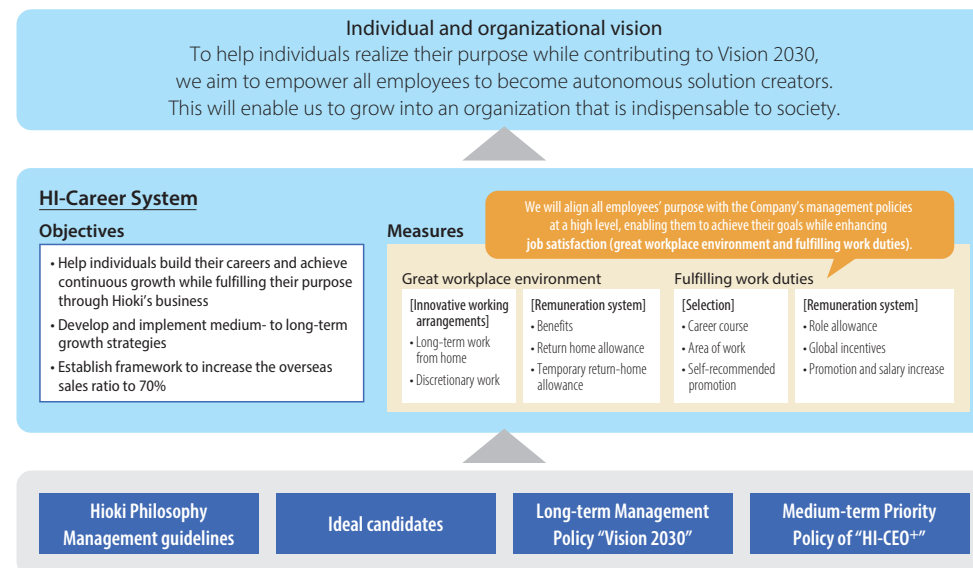 Individual and organizational vision
To help individuals realize their purpose while contributing to Vision 2030,
we aim to empower all employees to become autonomous solution creators.
This will enable us to grow into an organization that is indispensable to society.
HI-Career System
Objectives
• Help individuals build their careers and achieve
continuous growth while fulfilling their purpose
through Hioki's business
• Develop and implement medium- to long-term
growth strategies
• Establish framework to increase the overseas
sales ratio to 70%
Measures
We will align all employees' purpose with the Company's management policies
at a high level, enabling them to achieve their goals while enhancing
job satisfaction (great workplace environment and fulfilling work duties).
Great workplace environment
[Innovative working
arrangements]
• Long-term work
from home
• Discretionary work
[Remuneration system]
• Benefits
• Return home allowance
• Temporary return-home
allowance
Fulfilling work duties
[Selection]
• Career course
• Area of work
• Self-recommended
promotion
[Remuneration system]
• Role allowance
• Global incentives
• Promotion and salary increase
Hioki Philosophy
Management guidelines
Ideal candidates
Long-term Management
Policy "Vision 2030"
Medium-term Priority
Policy of "HI-CEO+"